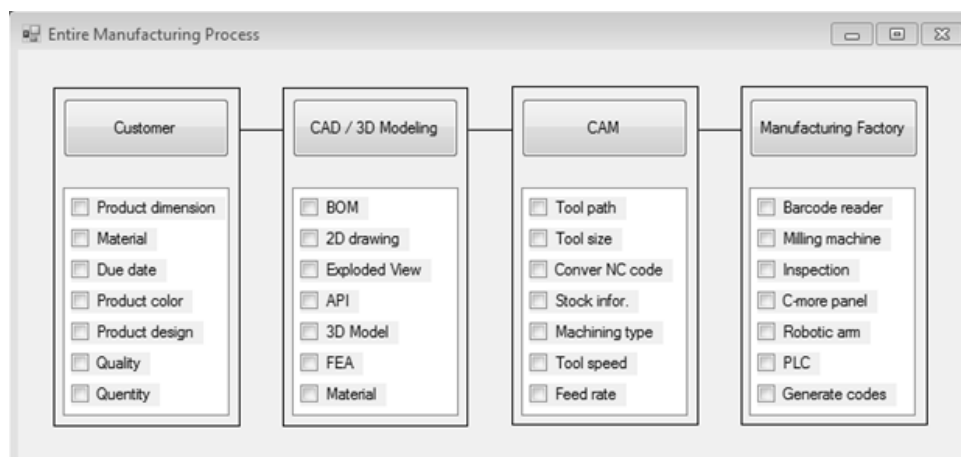 Entire Manufacturing Process
Customer
Product dimension
Material
Due date
Product color
Product design
Quality
Quentity
CAD / 3D Modeling
BOM
2D drawing
Exploded View
API
3D Model
FEA
Material
CAM
Tool path
Tool size
Conver NC code
Stock infor.
Machining type
Tool speed
Feed rate
Manufacturing Factory
Barcode reader
Milling machine
Inspection
C-more panel
Robotic arm
PLC
Generate codes